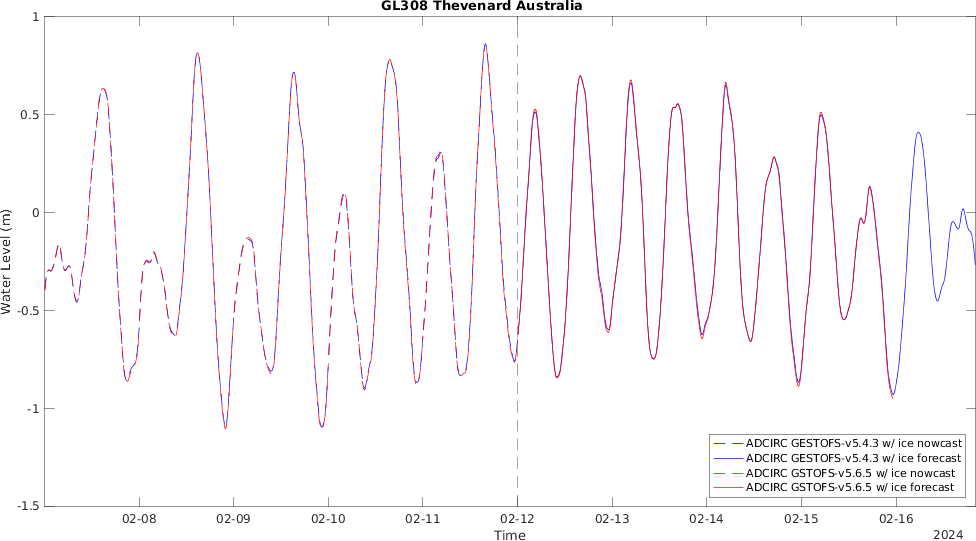 GL308 Thevenard Australia
1
0.5
0
-0.5
-1
-1.5
Water Level (m)
02-08 02-09 02-10 02-11 02-12 02-13 02-14 02-15 02-16
Time
2024
ADCIRC GESTOFS-v5.4.3 w/ ice nowcast
ADCIRC GESTOFS-v5.4.3 w/ ice forecast
ADCIRC GSTOFS-v5.6.5 w/ ice nowcast
ADCIRC GSTOFS-v5.6.5 w/ ice forecast